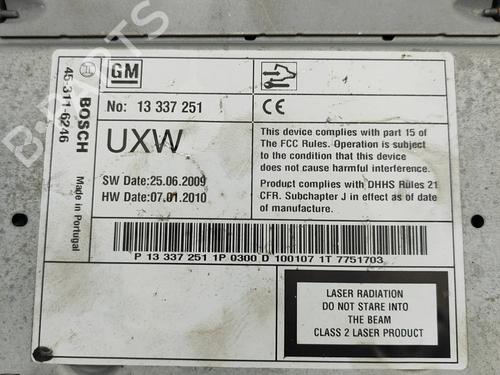 BOSCH
45-311-6246
Made in Portugal
GM
No: 13 337 251
CE
UXW
SW Date:25.06.2009
HW Date:07.01.2010
This device complies with part 15 of
The FCC Rules. Operation is subject
to the condition that this device
does not cause harmful interference.
Product complies with DHHS Rules 21
CFR. Subchapter J in effect as of date
of manufacture.
P 13 337 251 1P 0300 D 100107 1T 7751703
LASER RADIATION
DO NOT STARE INTO
THE BEAM
CLASS 2 LASER PRODUCT
B-PARTS